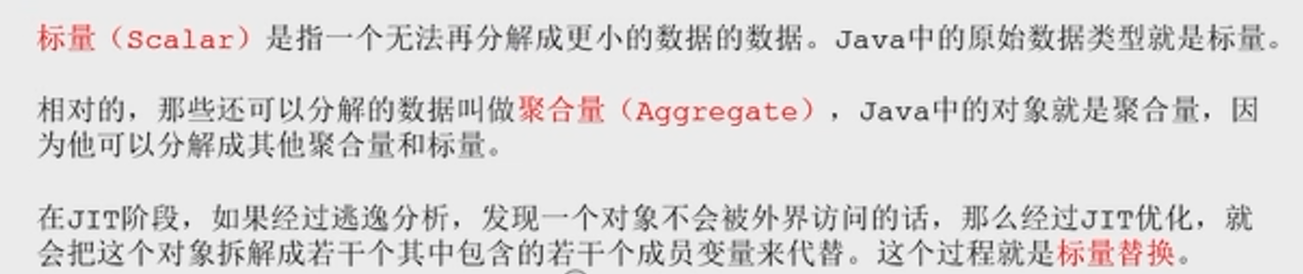 标量（Scalar）是指一个无法再分解成更小的数据的数据。Java中的原始数据类型就是标量。
相对的，那些还可以分解的数据叫做聚合量（Aggregate），Java中的对象就是聚合量，因
为他可以分解成其他聚合量和标量。
在JIT阶段，如果经过逃逸分析，发现一个对象不会被外界访问的话，那么经过JIT优化，就
会把这个对象拆解成若干个其中包含的若干个成员变量来代替。这个过程就是标量替换。